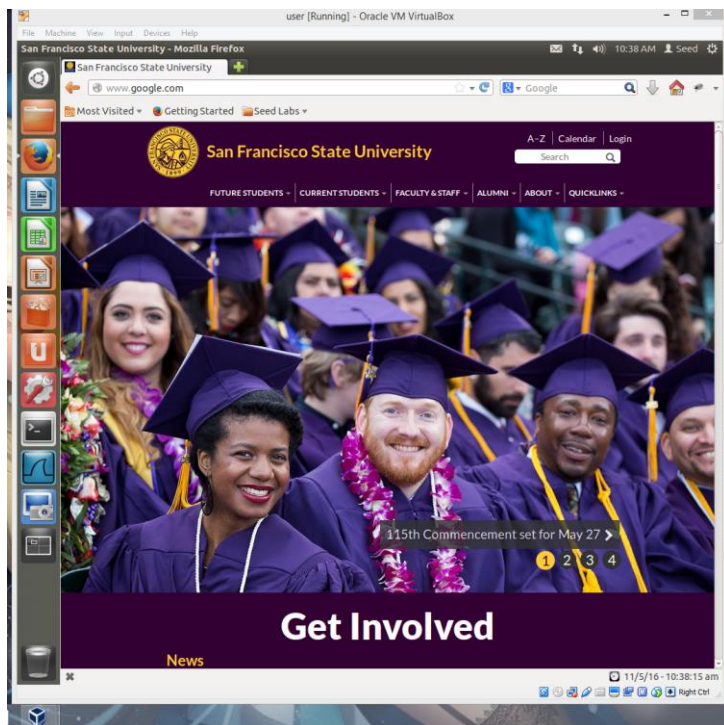 user [Running] - Oracle VM VirtualBox
File Machine View Input Devices Help
San Francisco State University - Mozilla Firefox
10:38 AM Seed
San Francisco State University
www.google.com
Google
Most Visited
Getting Started
Seed Labs
San Francisco State University
A-Z Calendar Login
Search
FUTURE STUDENTS CURRENT STUDENTS FACULTY & STAFF ALUMNI ABOUT QUICKLINKS
115th Commencement set for May 27
1 2 3 4
Get Involved
News
11/5/16 - 10:38:15 am
Right Ctrl